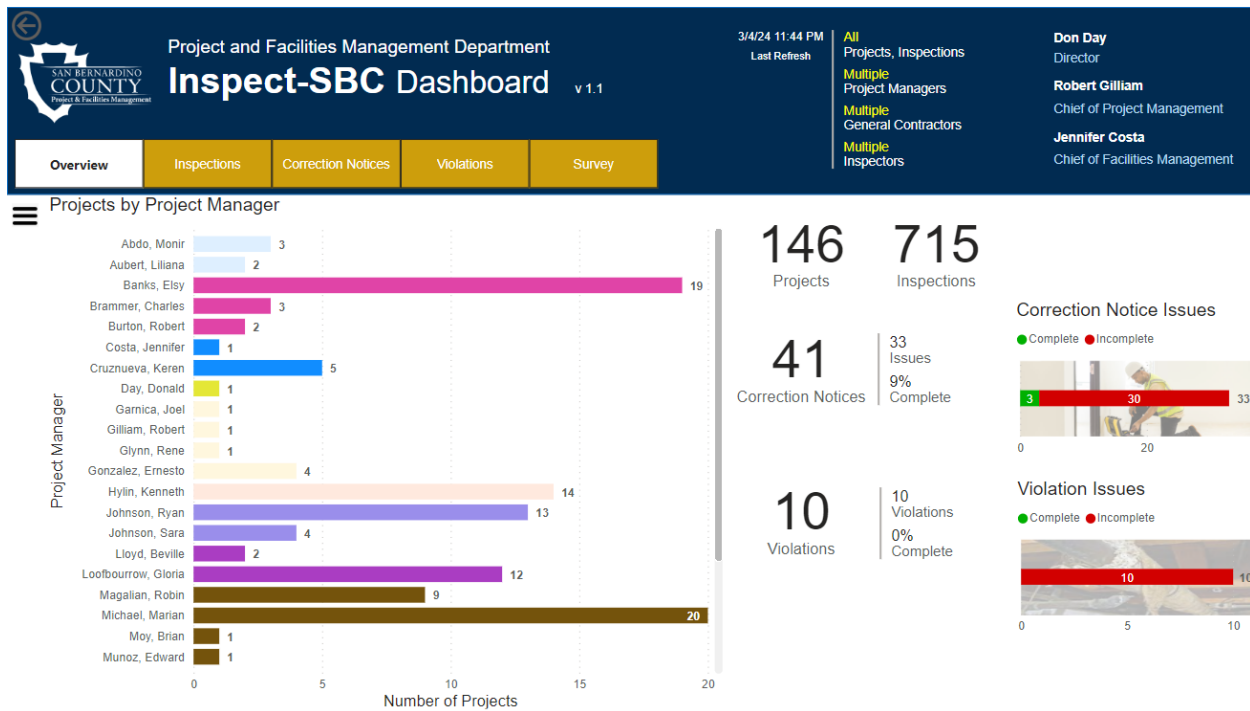 SAN BERNARDINO
COUNTY
Project & Facilities Management
Project and Facilities Management Department
Inspect-SBC Dashboard v 1.1
3/4/24 11:44 PM
Last Refresh
All
Projects, Inspections
Multiple
Project Managers
Multiple
General Contractors
Multiple
Inspectors
Don Day
Director
Robert Gilliam
Chief of Project Management
Jennifer Costa
Chief of Facilities Management
Overview Inspections Correction Notices Violations Survey
Projects by Project Manager
Project Manager
Abdo, Monir 3
Aubert, Liliana 2
Banks, Elsy 19
Brammer, Charles 3
Burton, Robert 2
Costa, Jennifer 1
Cruznueva, Keren 5
Day, Donald 1
Garnica, Joel 1
Gilliam, Robert 1
Glynn, Rene 1
Gonzalez, Ernesto 4
Hylin, Kenneth 14
Johnson, Ryan 13
Johnson, Sara 4
Lloyd, Beville 2
Loofbourrow, Gloria 12
Magalian, Robin 9
Michael, Marian 20
Moy, Brian 1
Munoz, Edward 1
0 5 10 15 20
Number of Projects
146
Projects
715
Inspections
41
Correction Notices
33
Issues
9%
Complete
10
Violations
10
Violations
0%
Complete
Correction Notice Issues
Complete Incomplete
3 30 33
0 20
Violation Issues
Complete Incomplete
10 10
0 5 10